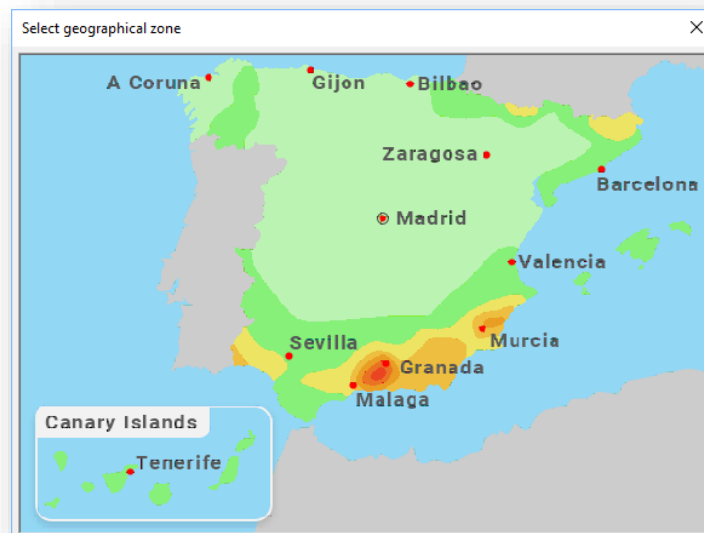 Select geographical zone
A Coruna
Gijon
Bilbao
Zaragosa
Barcelona
Madrid
Valencia
Sevilla
Murcia
Granada
Malaga
Canary Islands
Tenerife